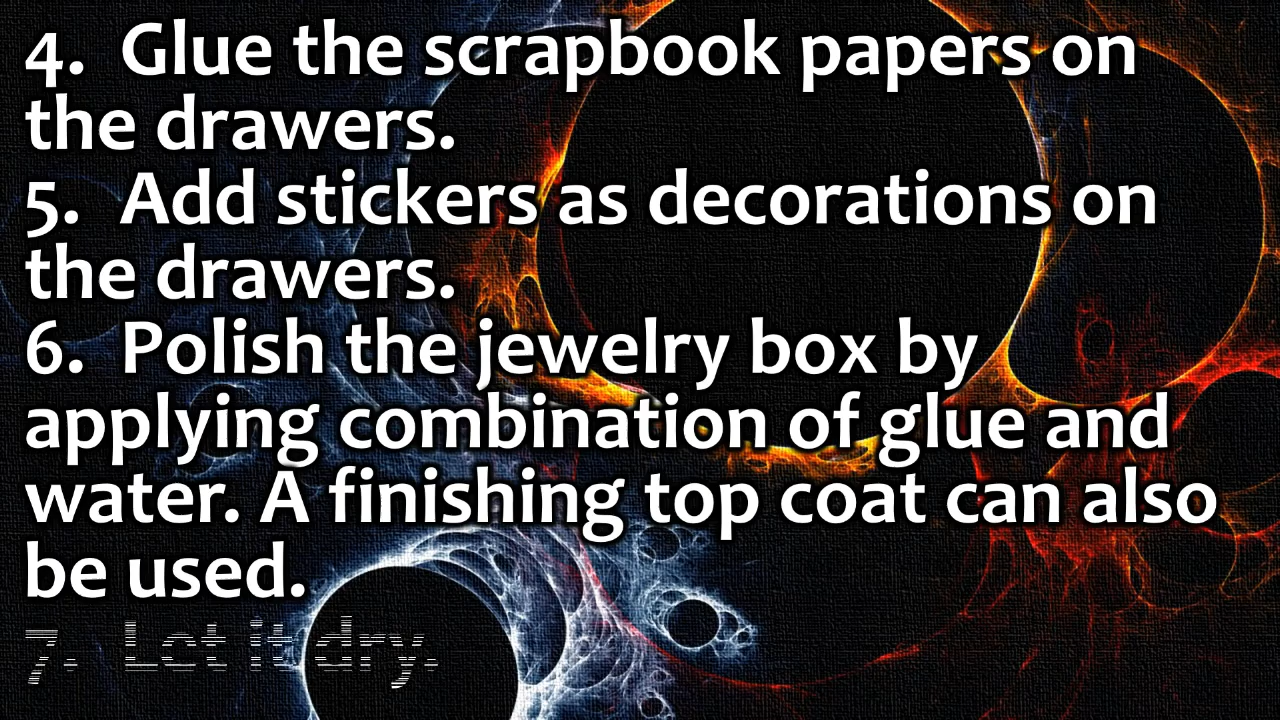 4. Glue the scrapbook papers on
the drawers.
5. Add stickers as decorations on
the drawers.
6. Polish the jewelry box by
applying combination of glue and
water. A finishing top coat can also
be used.
7. Let it dry.